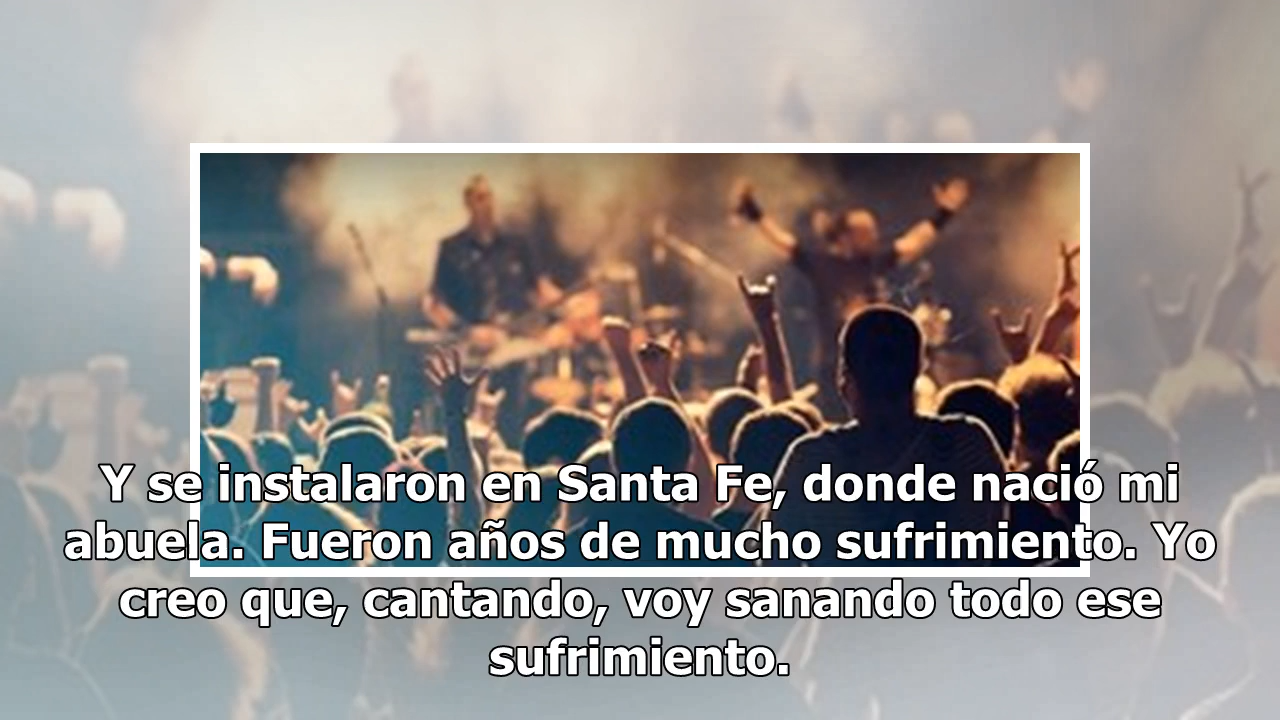 Y se instalaron en Santa Fe, donde nació mi
abuela. Fueron años de mucho sufrimiento. Yo
creo que, cantando, voy sanando todo ese
sufrimiento.